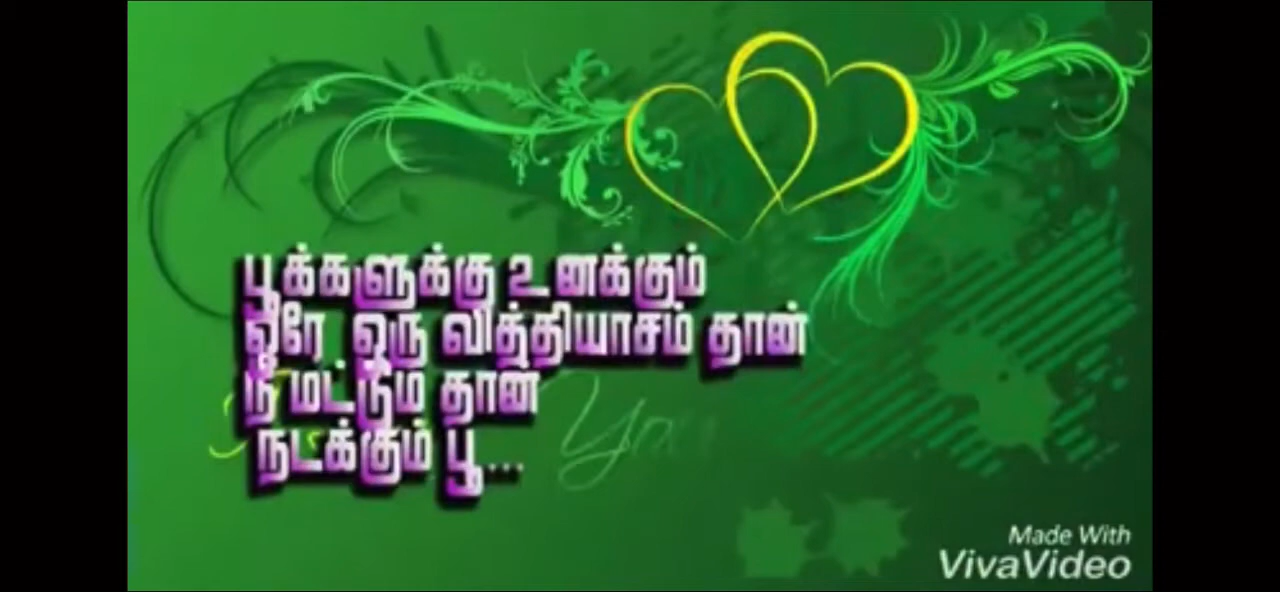 பூக்களுக்கு உனக்கும்
ஒரே ஒரு வித்தியாசம் தான்
நீ மட்டும் தான்
நடக்கும் பூ...
Made With
VivaVideo